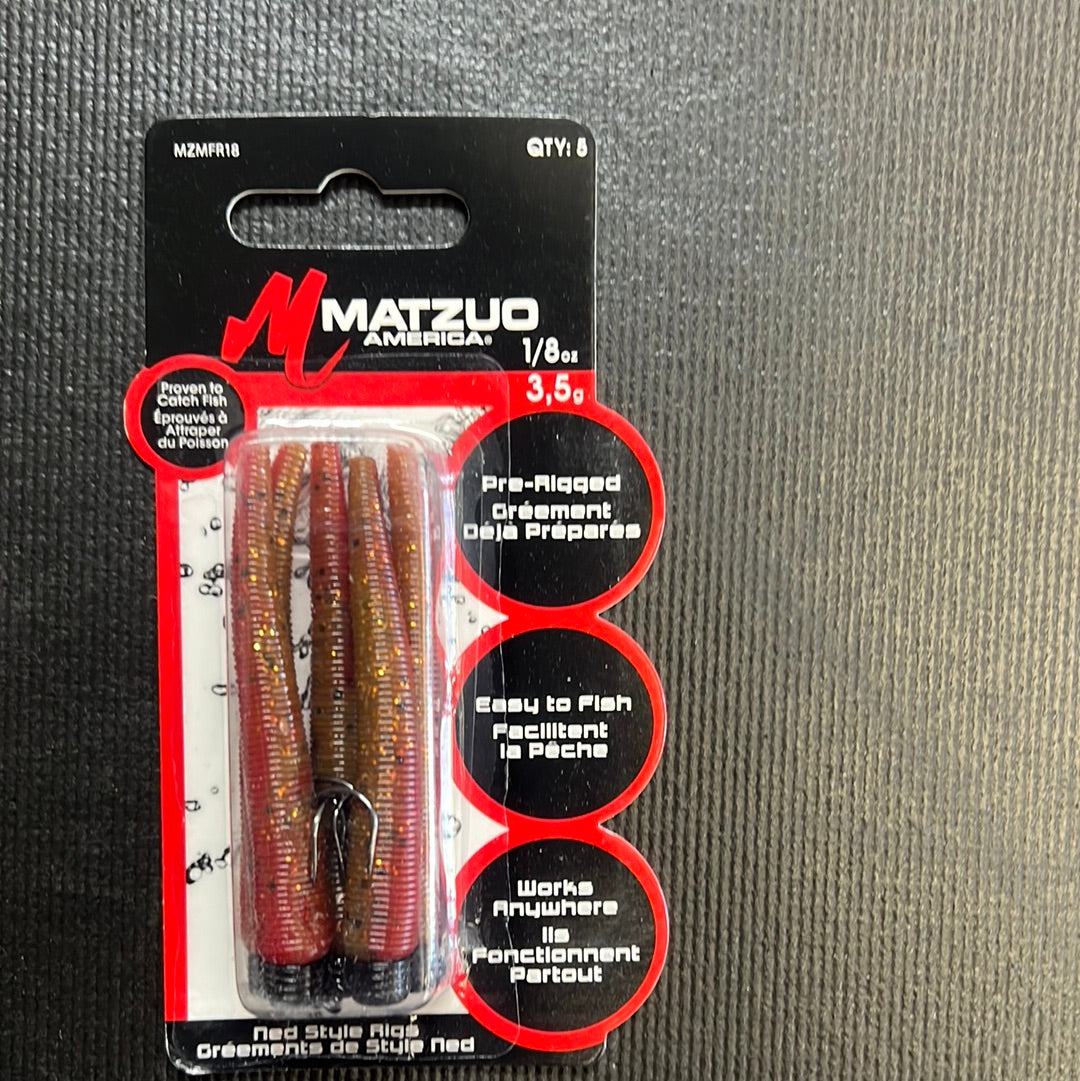 MZMFR18
QTY: 5
MATZUO
AMERICA®
1/8oz
3,5g
Proven to
Catch Fish
Éprouvés à
Attraper
du Poisson
Pre-Rigged
Gréement
Déjà Préparés
Easy to Fish
Facilitent
la Pêche
Works
Anywhere
Ils
Fonctionnent
Partout
Ned Style Rigs
Gréements de Style Ned